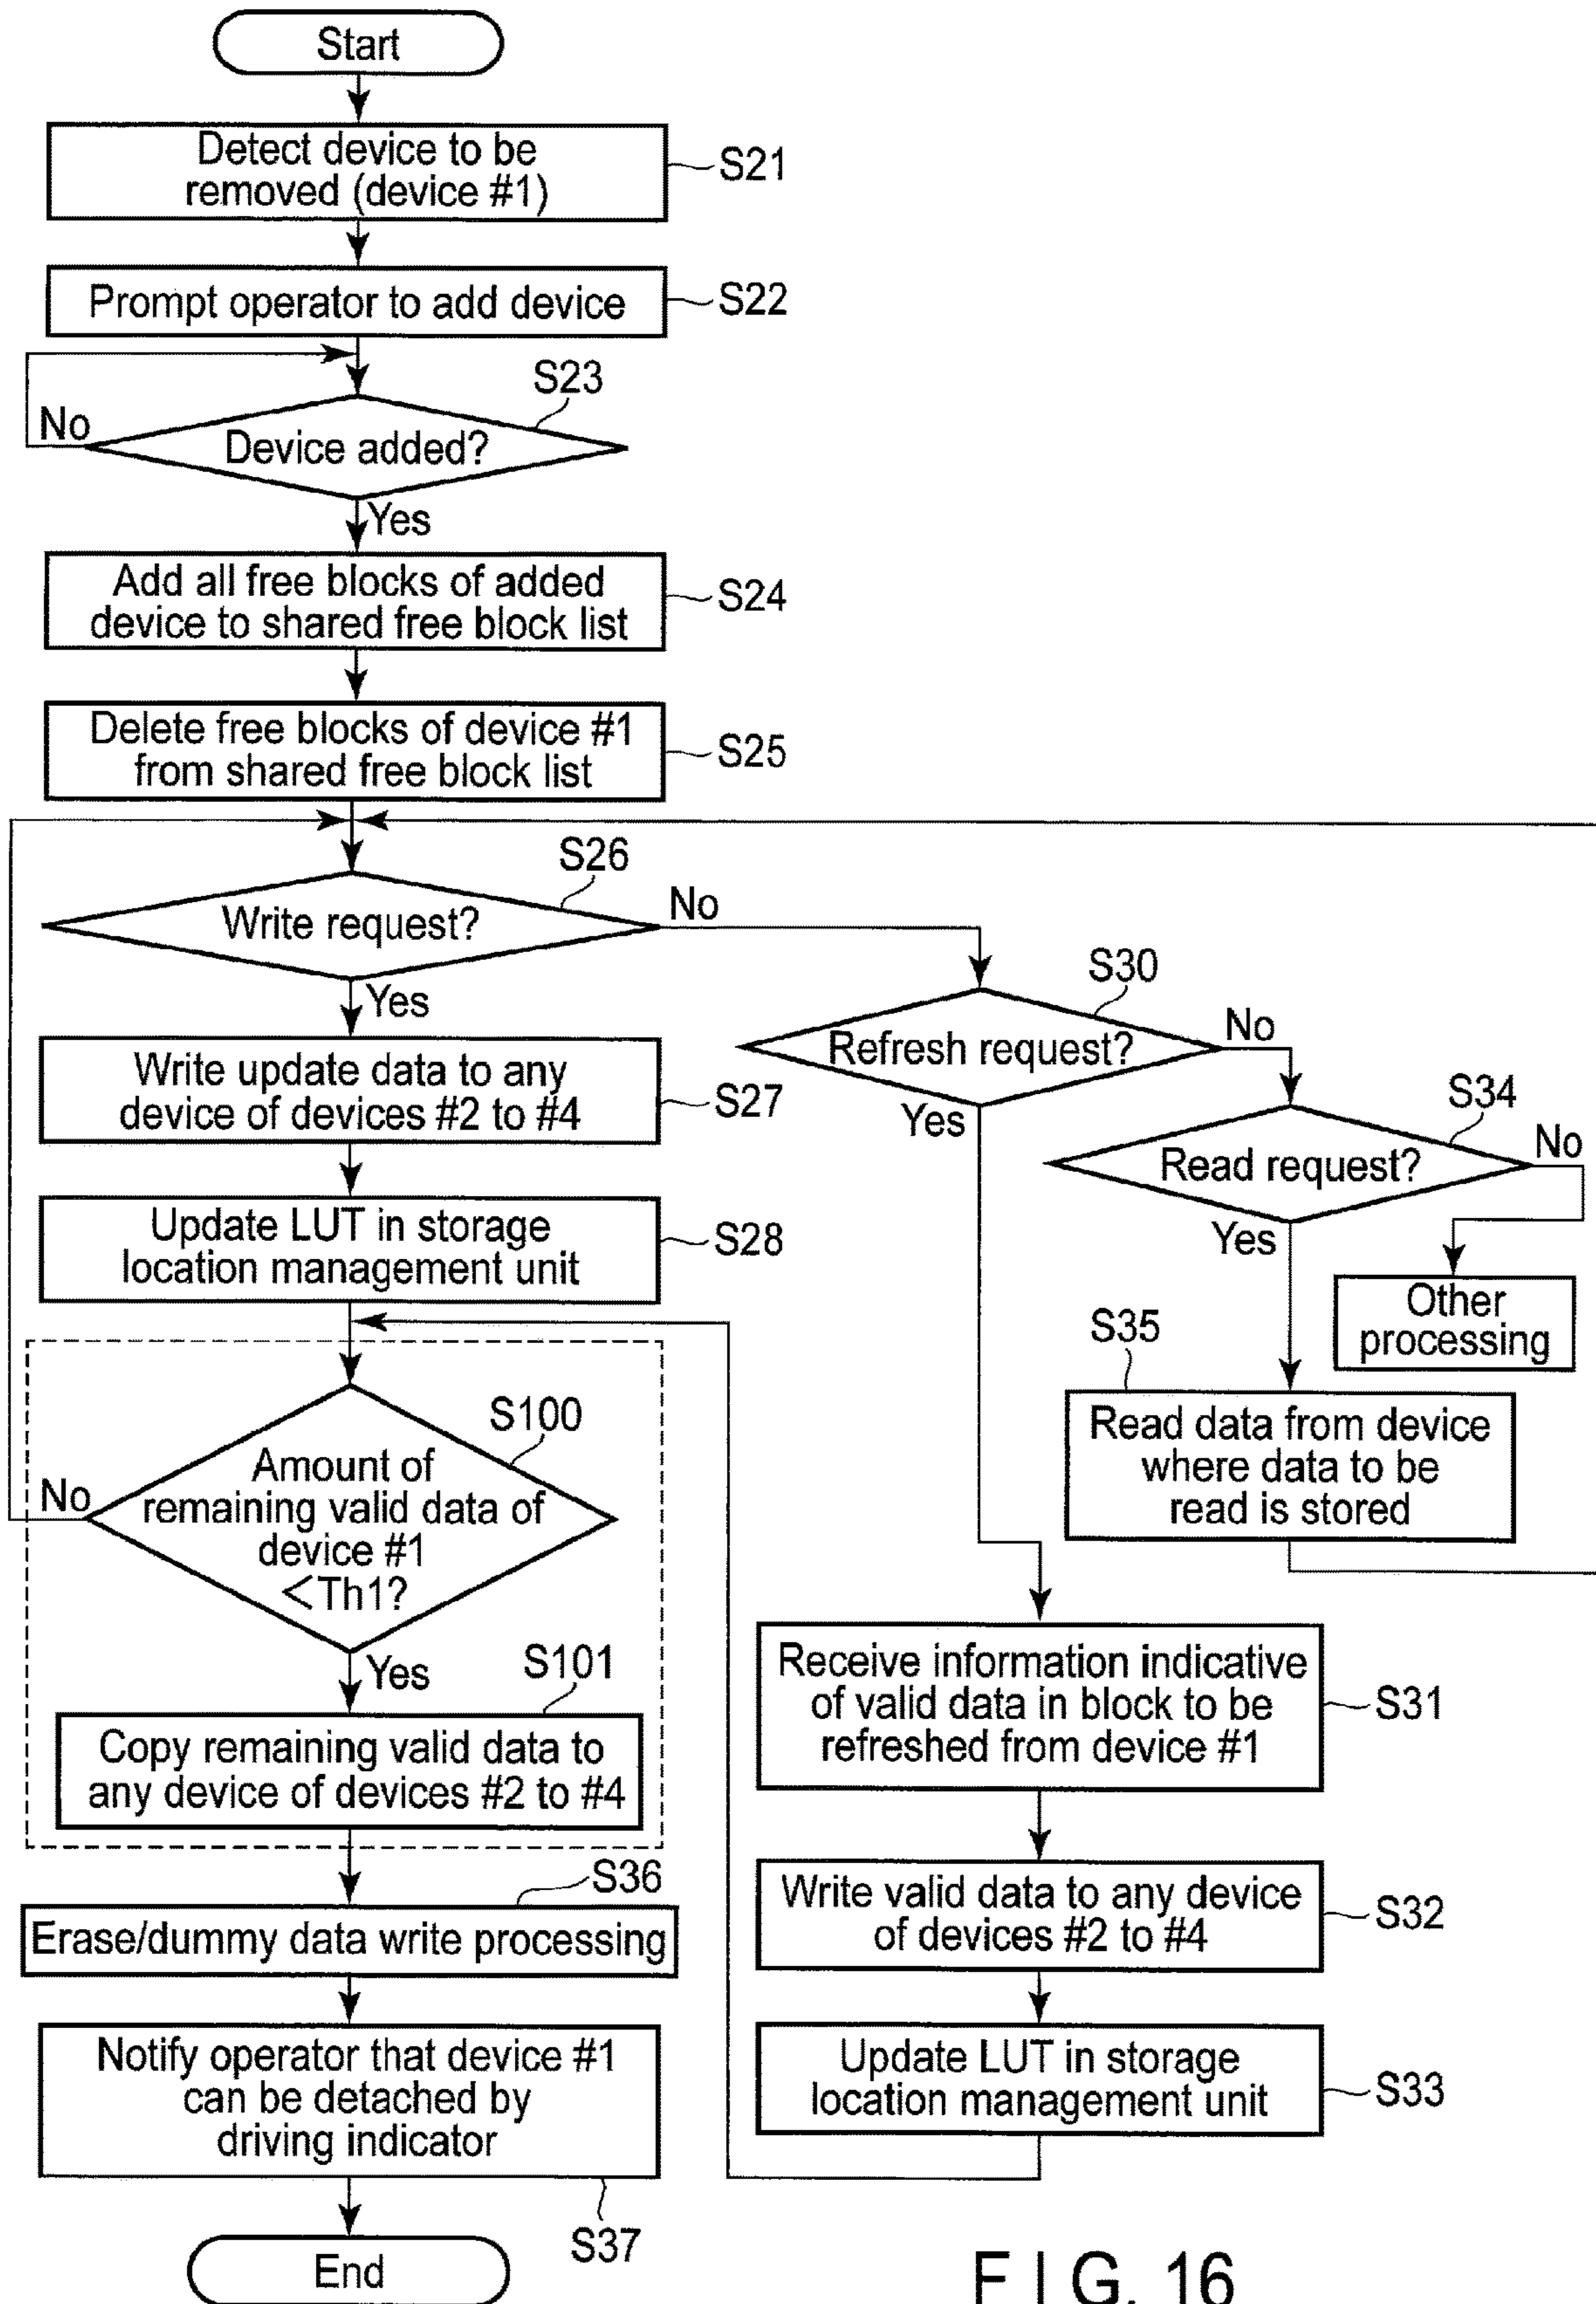 Start
Detect device to be
removed (device #1)
S21
Prompt operator to add device
S22
S23
No
Device added?
Yes
Add all free blocks of added
device to shared free block list
S24
Delete free blocks of device #1
from shared free block list
S25
S26
Write request?
No
Yes
S30
Refresh request?
No
Yes
Write update data to any
device of devices #2 to #4
S27
S34
Read request?
No
Yes
Update LUT in storage
location management unit
S28
Other
processing
S35
Read data from device
where data to be
read is stored
S100
Amount of
remaining valid data of
device #1
<Th1?
No
Yes
S101
Copy remaining valid data to
any device of devices #2 to #4
Receive information indicative
of valid data in block to be
refreshed from device #1
S31
Write valid data to any device
of devices #2 to #4
S32
S36
Erase/dummy data write processing
Update LUT in storage
location management unit
S33
Notify operator that device #1
can be detached by
driving indicator
S37
End
F I G. 16